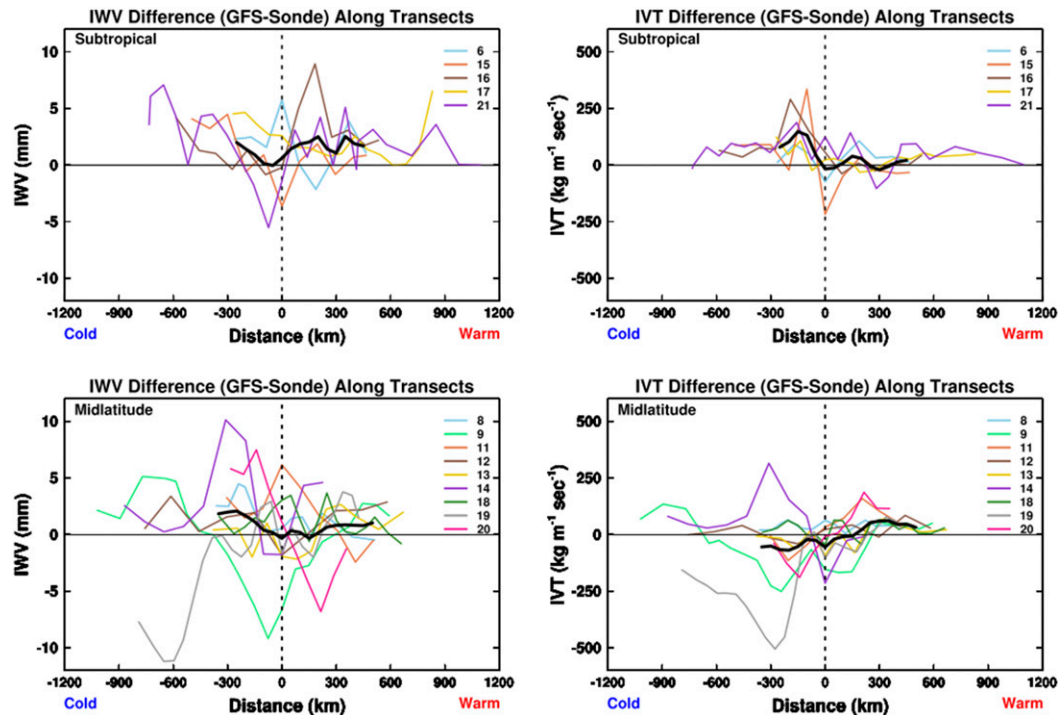 IWV Difference (GFS-Sonde) Along Transects
Subtropical
IWV (mm)
10
5
0
-5
-10
6
15
16
17
21
-1200 -900 -600 -300 0 300 600 900 1200
Cold Distance (km) Warm
IVT Difference (GFS-Sonde) Along Transects
Subtropical
IVT (kg m⁻¹ sec⁻¹)
500
250
0
-250
-500
6
15
16
17
21
-1200 -900 -600 -300 0 300 600 900 1200
Cold Distance (km) Warm
IWV Difference (GFS-Sonde) Along Transects
Midlatitude
IWV (mm)
10
5
0
-5
-10
8
9
11
12
13
14
18
19
20
-1200 -900 -600 -300 0 300 600 900 1200
Cold Distance (km) Warm
IVT Difference (GFS-Sonde) Along Transects
Midlatitude
IVT (kg m⁻¹ sec⁻¹)
500
250
0
-250
-500
8
9
11
12
13
14
18
19
20
-1200 -900 -600 -300 0 300 600 900 1200
Cold Distance (km) Warm